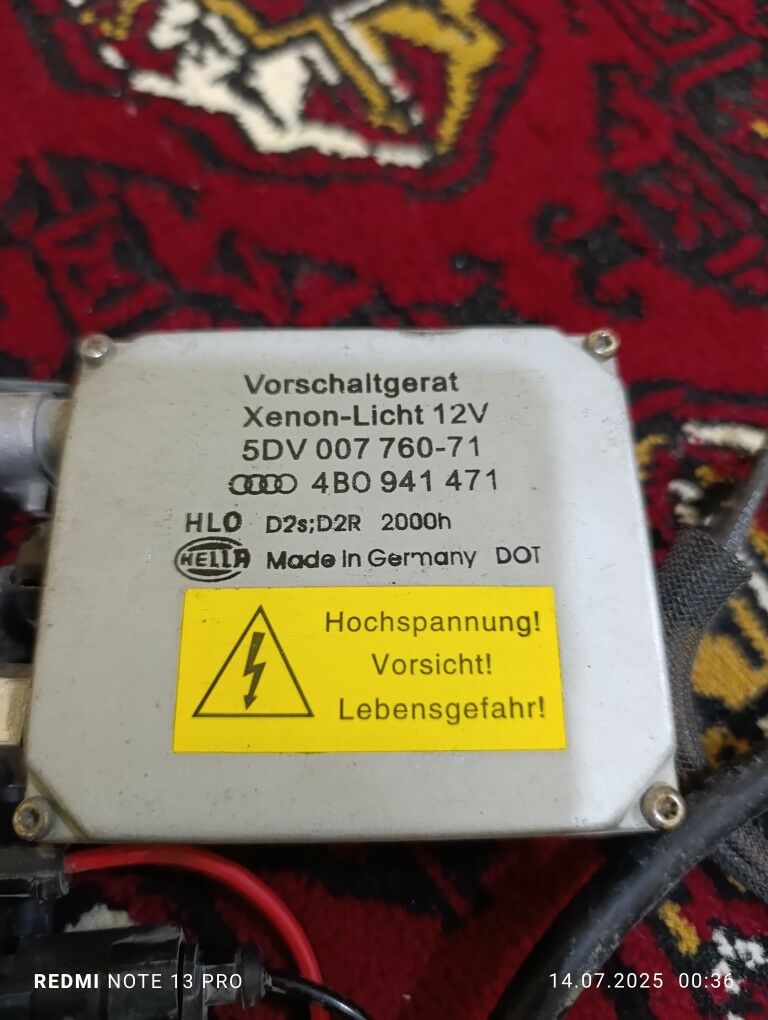 Vorschaltgerat
Xenon-Licht 12V
5DV 007 760-71
4B0 941 471
HLO D2s;D2R 2000h
HELLA Made in Germany DOT
Hochspannung!
Vorsicht!
Lebensgefahr!
REDMI NOTE 13 PRO 14.07.2025 00:36